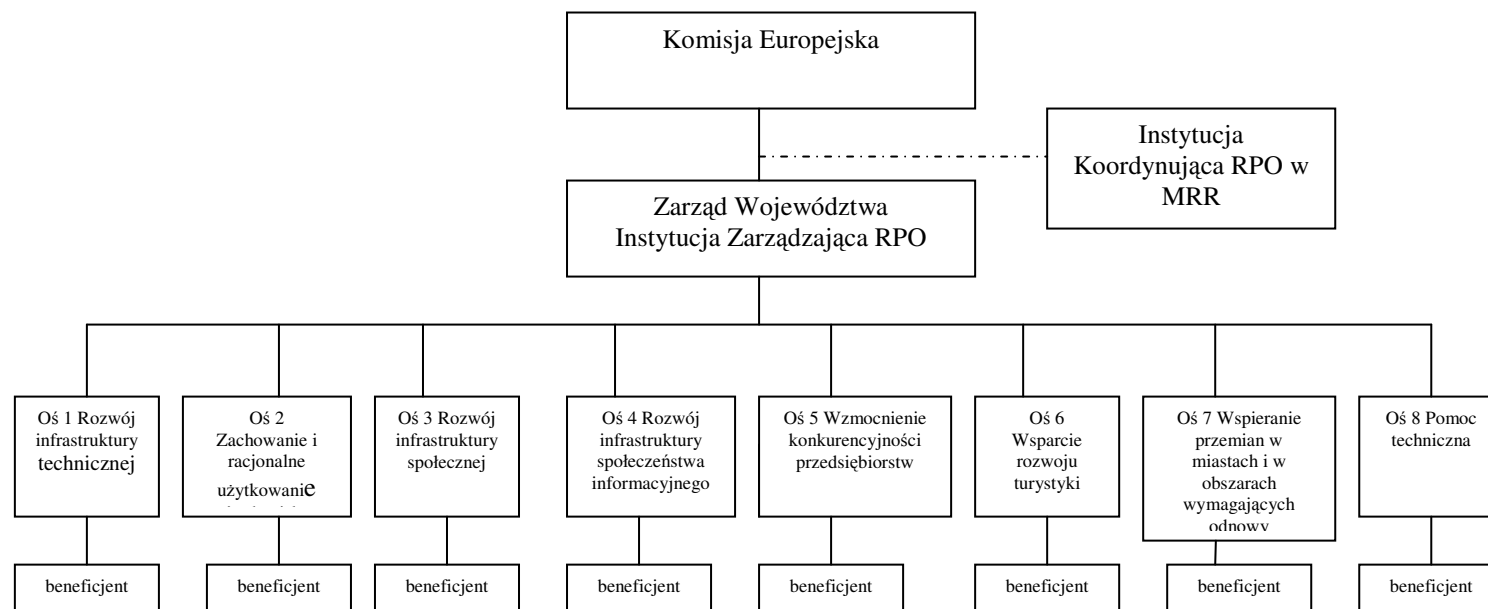 Komisja Europejska
Instytucja
Koordynująca RPO w
MRR
Zarząd Województwa
Instytucja Zarządzająca RPO
Oś 1 Rozwój
infrastruktury
technicznej
Oś 2
Zachowanie i
racjonalne
użytkowanie
Oś 3 Rozwój
infrastruktury
społecznej
Oś 4 Rozwój
infrastruktury
społeczeństwa
informacyjnego
Oś 5 Wzmocnienie
konkurencyjności
przedsiębiorstw
Oś 6
Wsparcie
rozwoju
turystyki
Oś 7 Wspieranie
przemian w
miastach i w
obszarach
wymagających
odnowy
Oś 8 Pomoc
techniczna
beneficjent
beneficjent
beneficjent
beneficjent
beneficjent
beneficjent
beneficjent
beneficjent